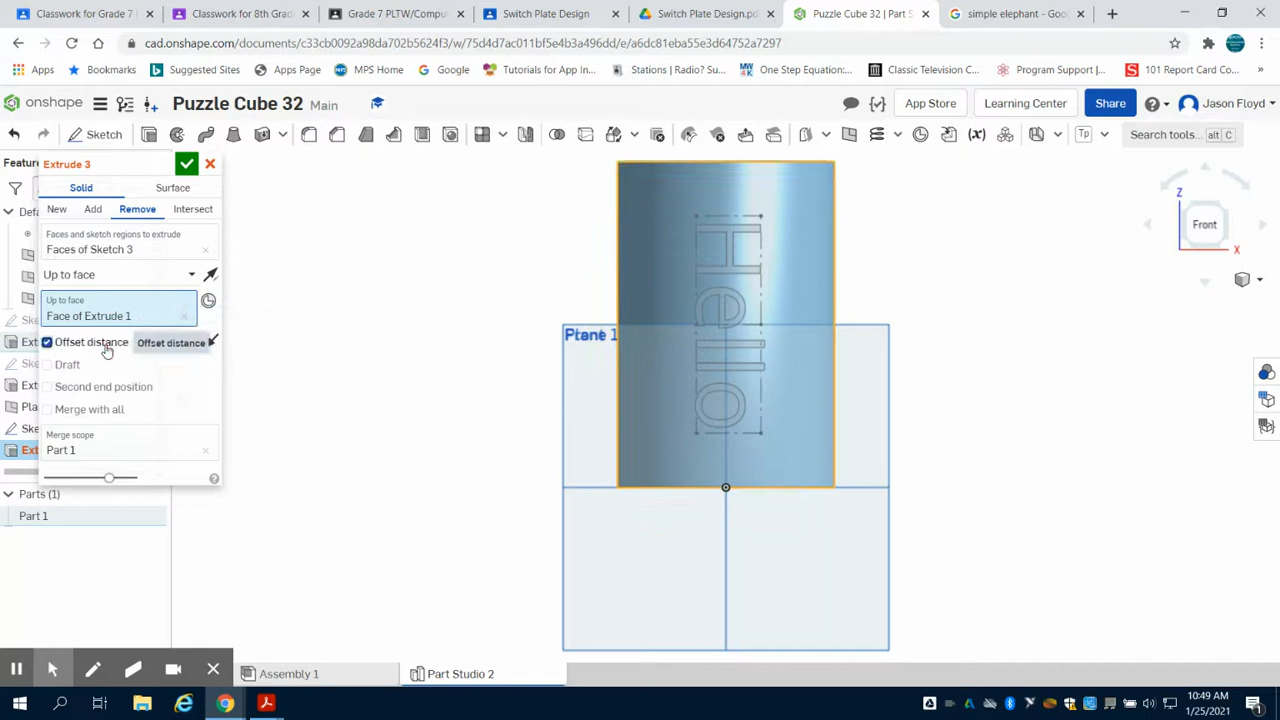 Classwork for 7th Grade
Classwork for 8th Grade
Grade 7 PLTW/Comput
Switch Plate Design
Switch Plate Design.pdf
Puzzle Cube 32 | Part S
simple elephant - Goo
cad.onshape.com/documents/c33cb0092a98da702b5624f3/w/75d4d7ac011bf5e4b3a496dd/e/a6dc81eba55e3d64752a7297
Apps
Bookmarks
Suggested Sites
Apps Page
MPS Home
Google
Tutorials for App In...
Stations | Radio? Su...
One Step Equation:...
Classic Television C...
Program Support |...
101 Report Card Co...
onshape
Puzzle Cube 32 Main
App Store
Learning Center
Share
Jason Floyd
Sketch
Search tools...
alt C
Extrude 3
Solid
Surface
New
Add
Remove
Intersect
Faces and sketch regions to extrude
Faces of Sketch 3
Up to face
Up to face
Face of Extrude 1
Offset distance
Offset distance
Draft
Second end position
Merge with all
Merge scope
Part 1
Parts (1)
Part 1
Hello
Plane 1
Z
Front
X
Assembly 1
Part Studio 2
10:49 AM
1/25/2021